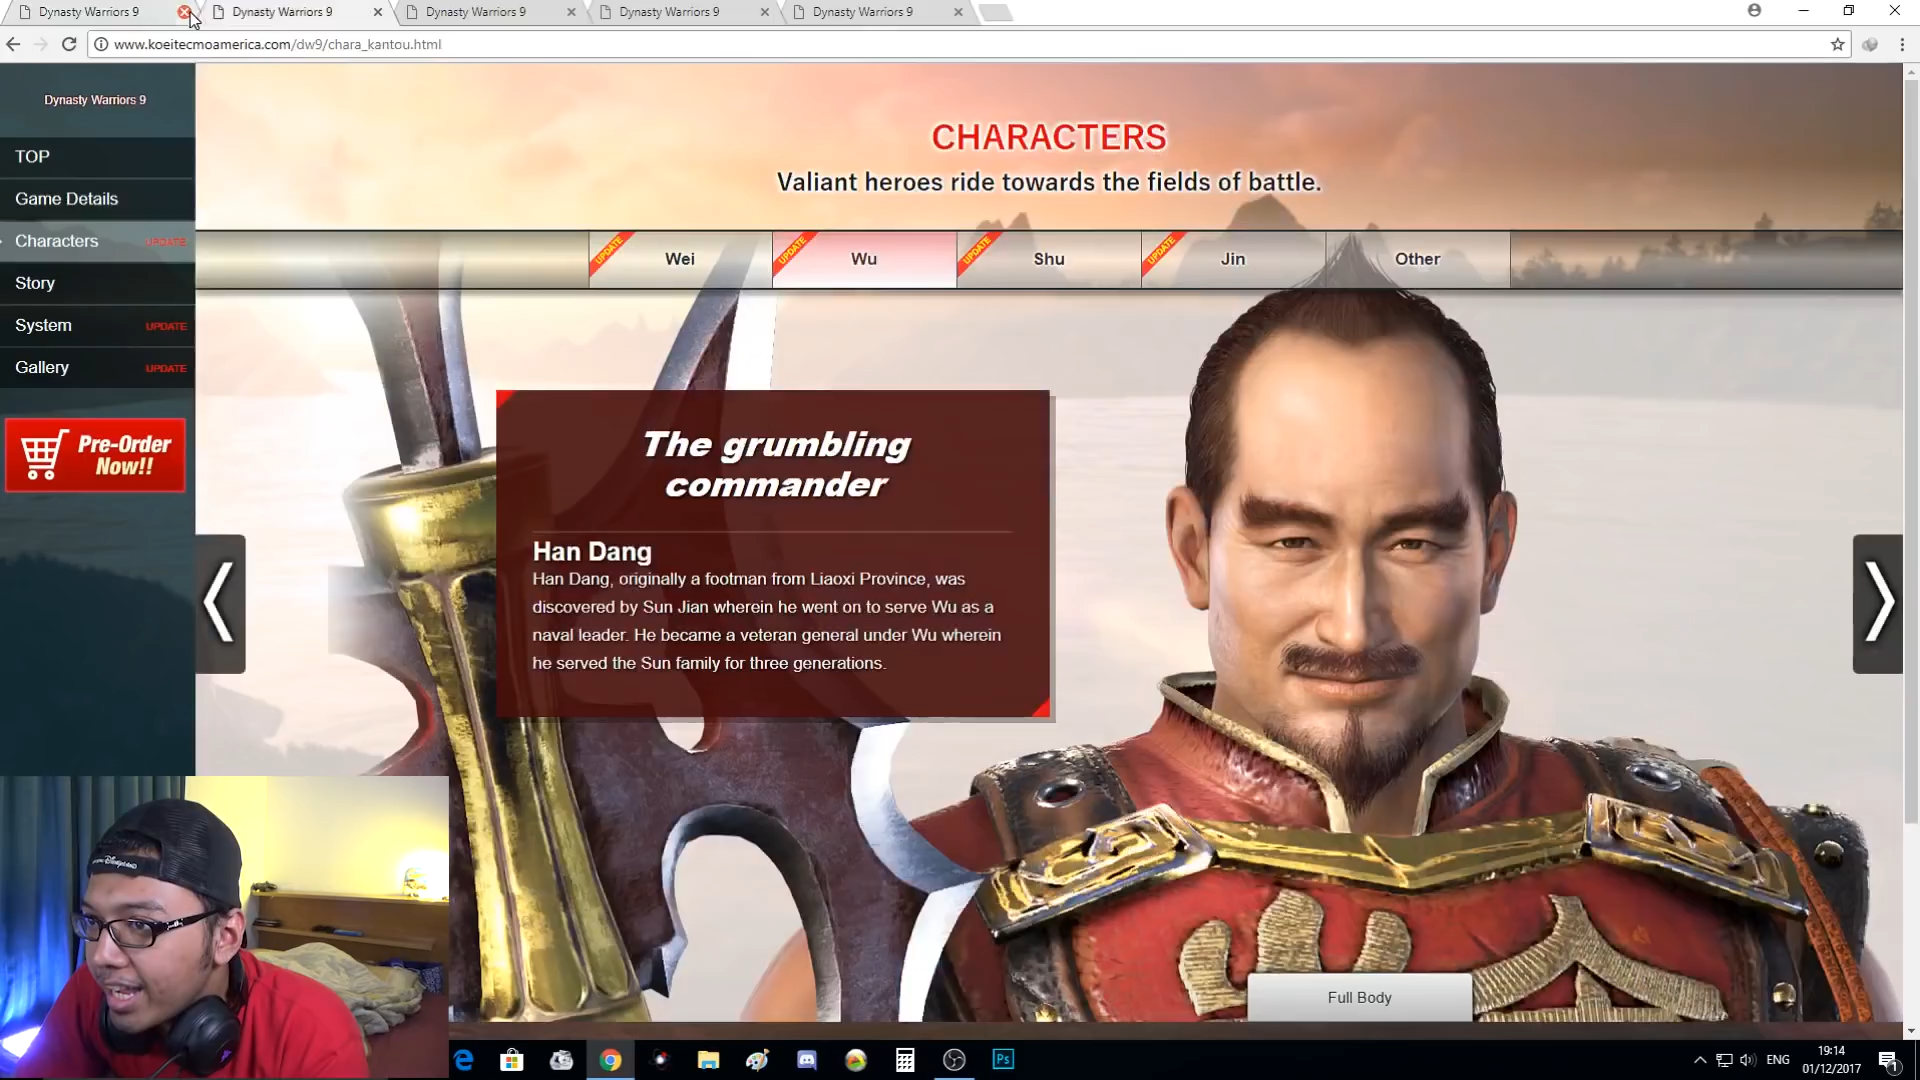 Dynasty Warriors 9
Dynasty Warriors 9
Dynasty Warriors 9
Dynasty Warriors 9
Dynasty Warriors 9
www.koeitecmoamerica.com/dw9/chara_kantou.html
Dynasty Warriors 9
TOP
Game Details
Characters UPDATE
Story
System UPDATE
Gallery UPDATE
Pre-Order
Now!!
CHARACTERS
Valiant heroes ride towards the fields of battle.
UPDATE Wei
UPDATE Wu
UPDATE Shu
UPDATE Jin
Other
The grumbling
commander
Han Dang
Han Dang, originally a footman from Liaoxi Province, was
discovered by Sun Jian wherein he went on to serve Wu as a
naval leader. He became a veteran general under Wu wherein
he served the Sun family for three generations.
Full Body
Ps
ENG
19:14
01/12/2017
1